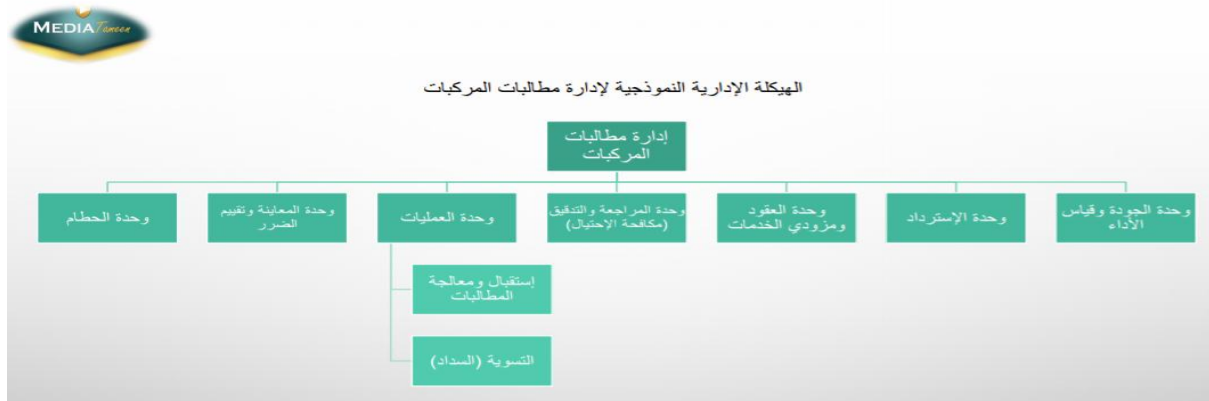 MEDIA Tameen
الهيكلة الإدارية النموذجية لإدارة مطالبات المركبات
إدارة مطالبات
المركبات
وحدة الجودة وقياس
الأداء
وحدة الإسترداد
وحدة العقود
ومزودي الخدمات
وحدة المراجعة والتدقيق
(مكافحة الإحتيال)
وحدة العمليات
وحدة المعاينة وتقييم
الضرر
وحدة الحطام
إستقبال ومعالجة
المطالبات
التسوية (السداد)